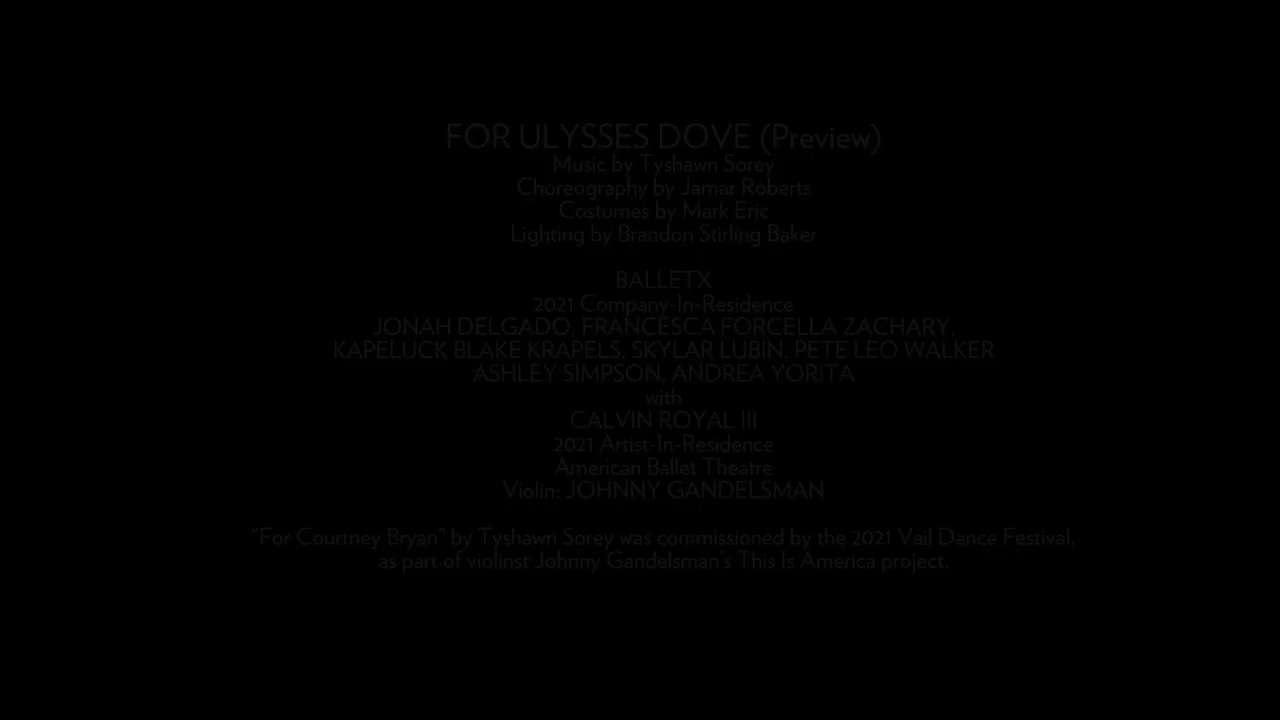 FOR ULYSSES DOVE (Preview)
Music by Tyshawn Sorey
Choreography by Jamar Roberts
Costumes by Mark Eric
Lighting by Brandon Stirling Baker
BALLETX
2021 Company-In-Residence
JONAH DELGADO, FRANCESCA FORCELLA ZACHARY,
KAPELUCK BLAKE KRAPELS, SKYLAR LUBIN, PETE LEO WALKER
ASHLEY SIMPSON, ANDREA YORITA
with
CALVIN ROYAL III
2021 Artist-In-Residence
American Ballet Theatre
Violin: JOHNNY GANDELSMAN
“For Courtney Bryan” by Tyshawn Sorey was commissioned by the 2021 Vail Dance Festival,
as part of violinst Johnny Gandelsman's This Is America project.